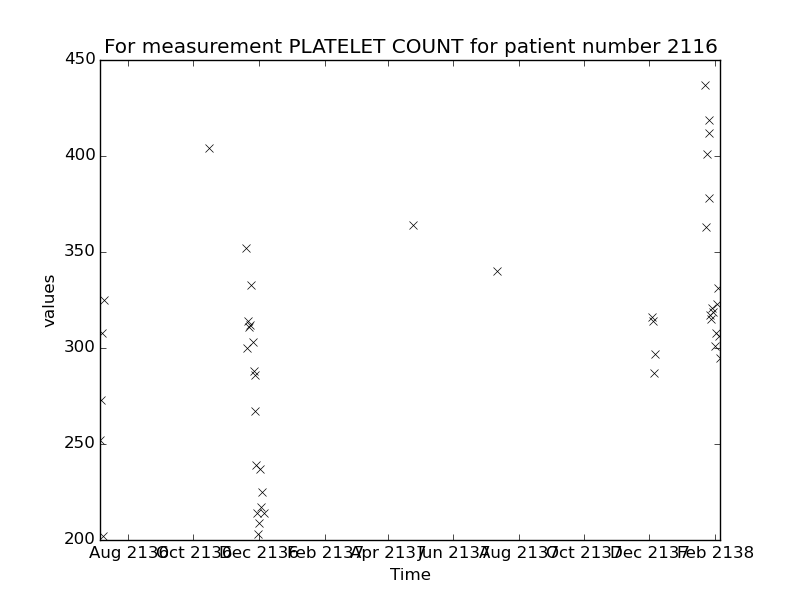 For measurement PLATELET COUNT for patient number 2116
450
400
350
300
250
200
values
Aug 2136 Oct 2136 Dec 2136 Feb 2137 Apr 2137 Jun 2137 Aug 2137 Oct 2137 Dec 2137 Feb 2138
Time